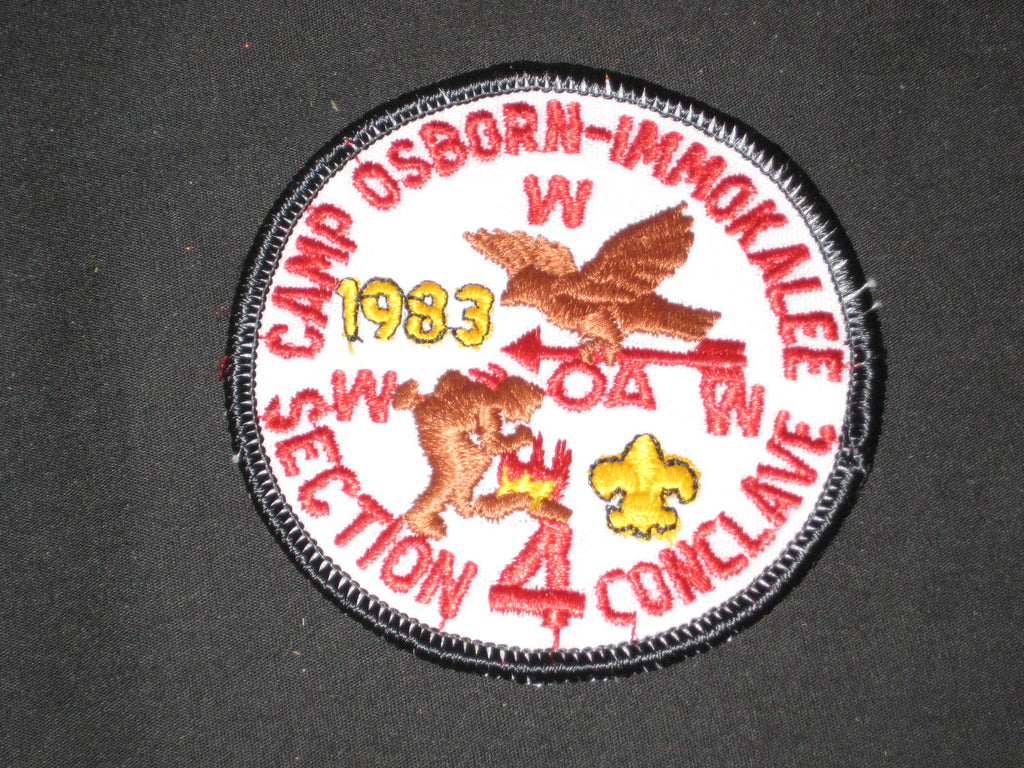 CAMP OSBORN-IMMOKALEE
W
1983
OA
W W
SECTION 4 CONCLAVE